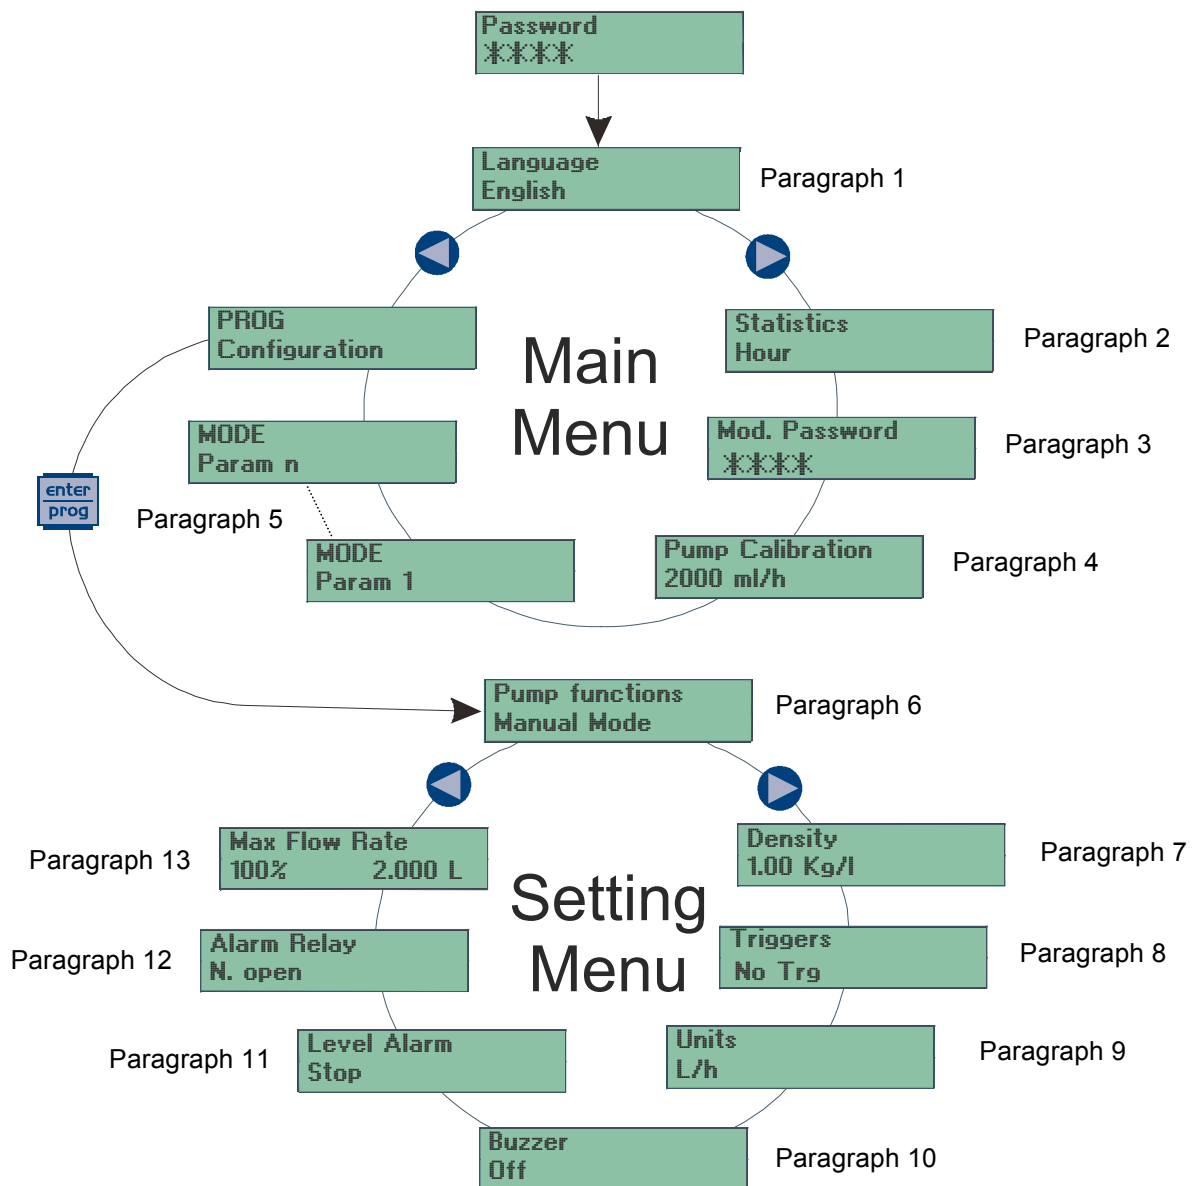 Password
****
Language
English
Paragraph 1
PROG
Configuration
Main
Menu
Statistics
Hour
Paragraph 2
MODE
Param n
Mod. Password
****
Paragraph 3
enter
prog
Paragraph 5
MODE
Param 1
Pump Calibration
2000 ml/h
Paragraph 4
Pump functions
Manual Mode
Paragraph 6
Paragraph 13
Max Flow Rate
100% 2.000 L
Setting
Menu
Density
1.00 Kg/l
Paragraph 7
Paragraph 12
Alarm Relay
N. open
Triggers
No Trg
Paragraph 8
Paragraph 11
Level Alarm
Stop
Units
L/h
Paragraph 9
Buzzer
Off
Paragraph 10